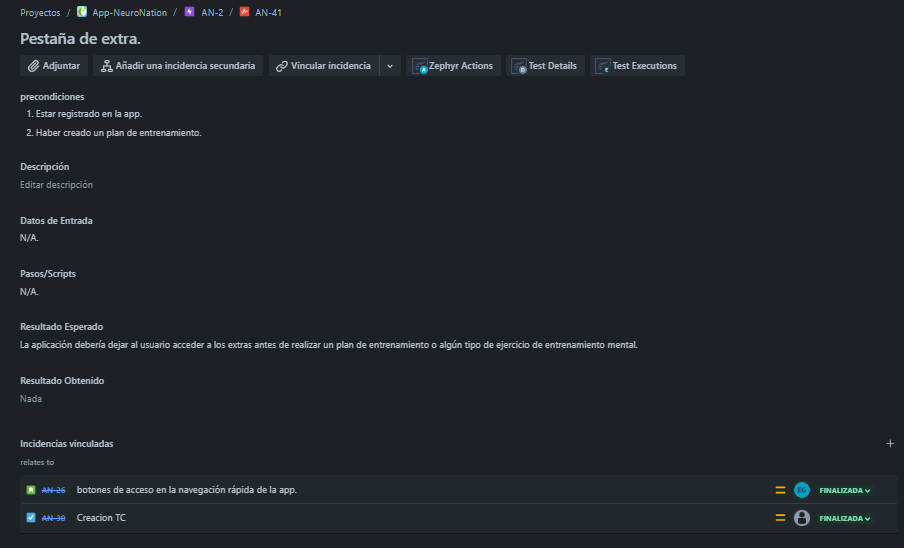 Proyectos / App-NeuroNation / AN-2 / AN-41
Pestaña de extra.
Adjuntar Añadir una incidencia secundaria Vincular incidencia Zephyr Actions Test Details Test Executions
precondiciones
1. Estar registrado en la app.
2. Haber creado un plan de entrenamiento.
Descripción
Editar descripción
Datos de Entrada
N/A.
Pasos/Scripts
N/A.
Resultado Esperado
La aplicación debería dejar al usuario acceder a los extras antes de realizar un plan de entrenamiento o algún tipo de ejercicio de entrenamiento mental.
Resultado Obtenido
Nada
Incidencias vinculadas
relates to
AN-26 botones de acceso en la navegación rápida de la app. EG FINALIZADA
AN-30 Creacion TC FINALIZADA